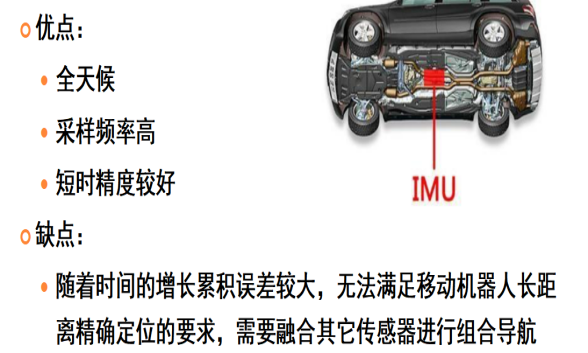 优点：
全天候
采样频率高
短时精度较好
IMU
缺点：
随着时间的增长累积误差较大，无法满足移动机器人长距
离精确定位的要求，需要融合其它传感器进行组合导航